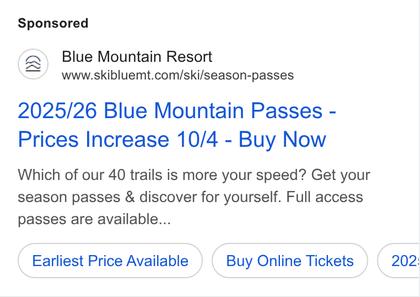 Sponsored
Blue Mountain Resort
www.skibluemt.com/ski/season-passes
2025/26 Blue Mountain Passes -
Prices Increase 10/4 - Buy Now
Which of our 40 trails is more your speed? Get your
season passes & discover for yourself. Full access
passes are available...
Earliest Price Available
Buy Online Tickets